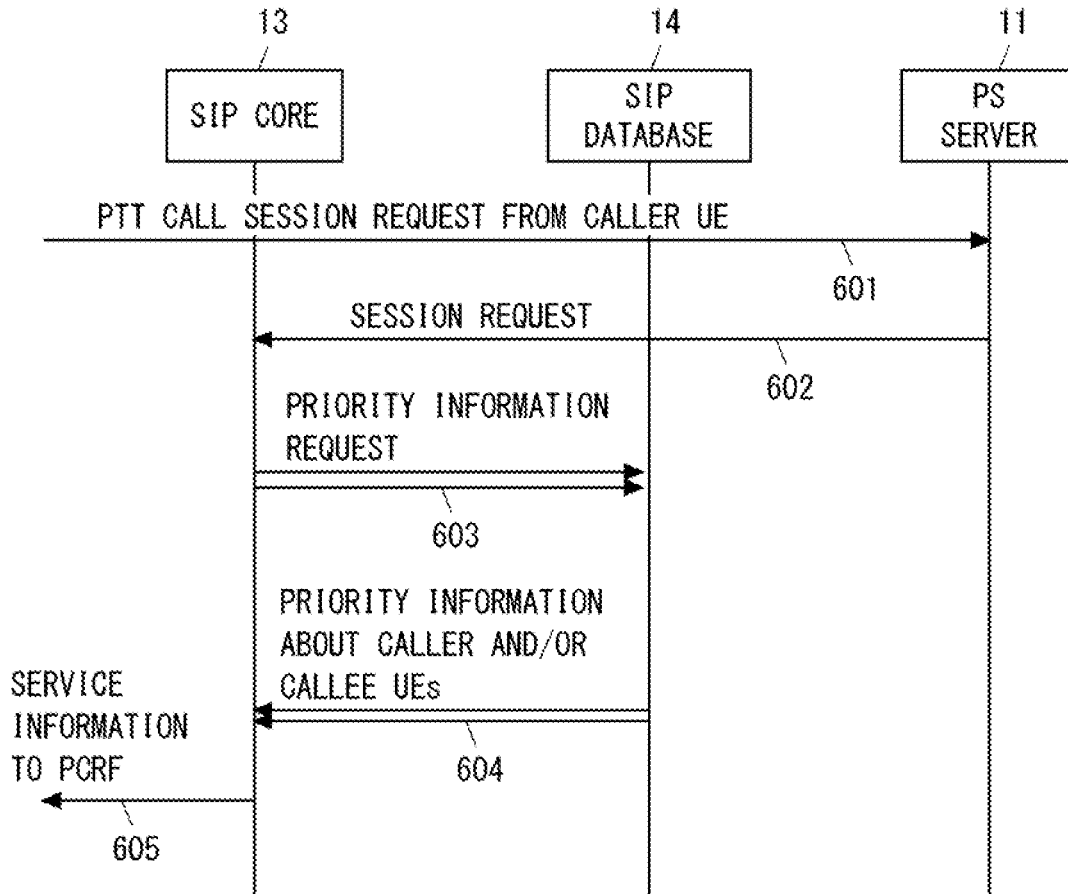 13
14
11
SIP CORE
SIP
DATABASE
PS
SERVER
PTT CALL SESSION REQUEST FROM CALLER UE
601
SESSION REQUEST
602
PRIORITY INFORMATION
REQUEST
603
PRIORITY INFORMATION
ABOUT CALLER AND/OR
CALLEE UEs
604
SERVICE
INFORMATION
TO PCRF
605